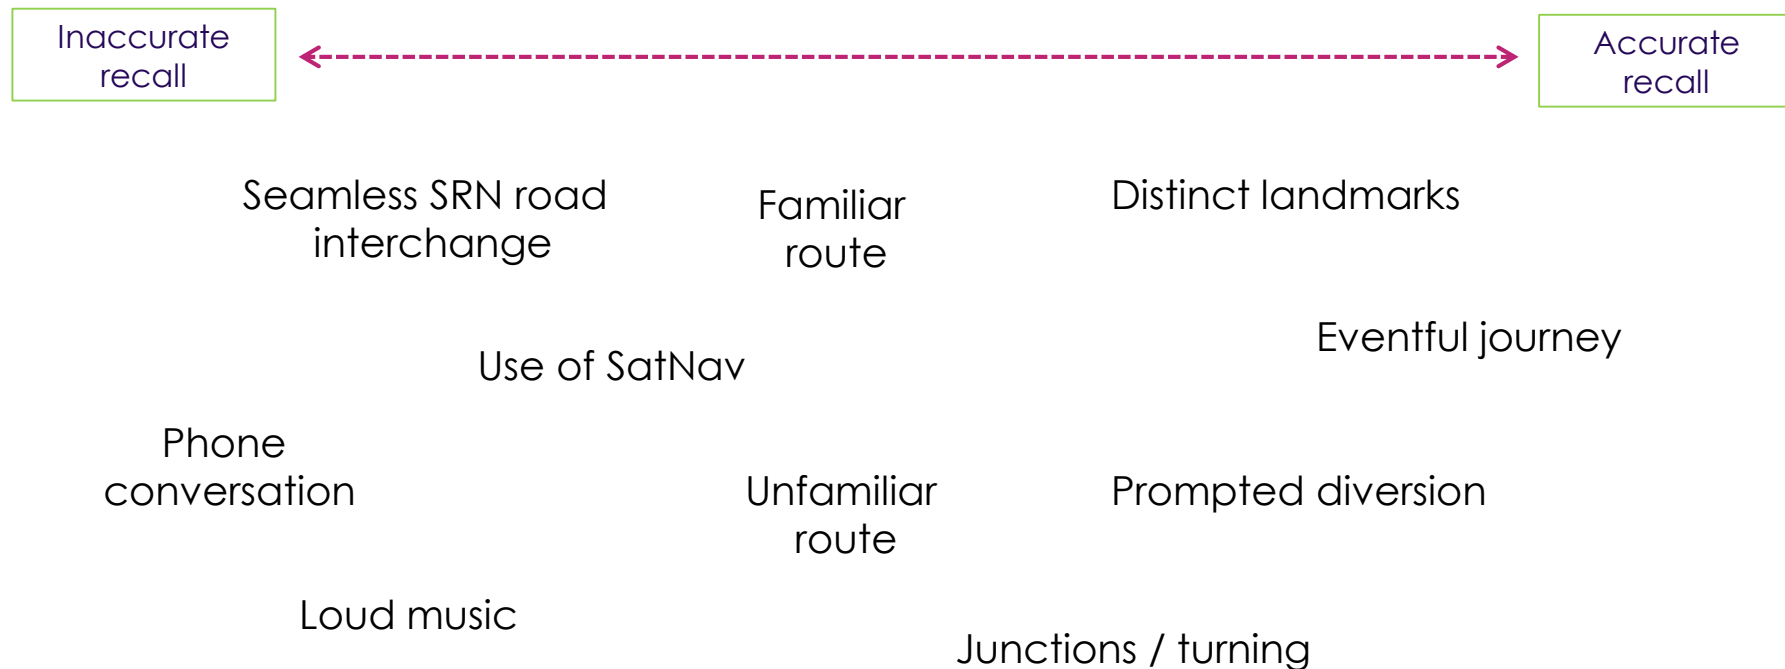 Inaccurate
recall
Accurate
recall
Seamless SRN road
interchange
Familiar
route
Distinct landmarks
Eventful journey
Use of SatNav
Phone
conversation
Unfamiliar
route
Prompted diversion
Loud music
Junctions / turning